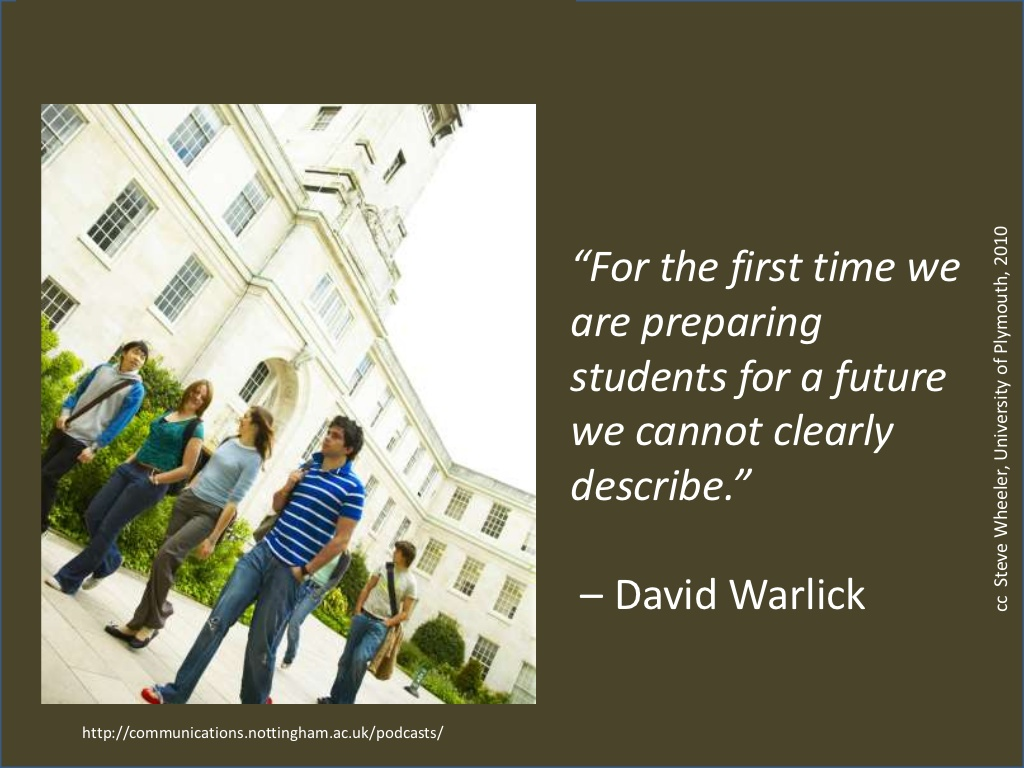 “For the first time we
are preparing
students for a future
we cannot clearly
describe.”
– David Warlick
cc  Steve Wheeler, University of Plymouth, 2010
http://communications.nottingham.ac.uk/podcasts/